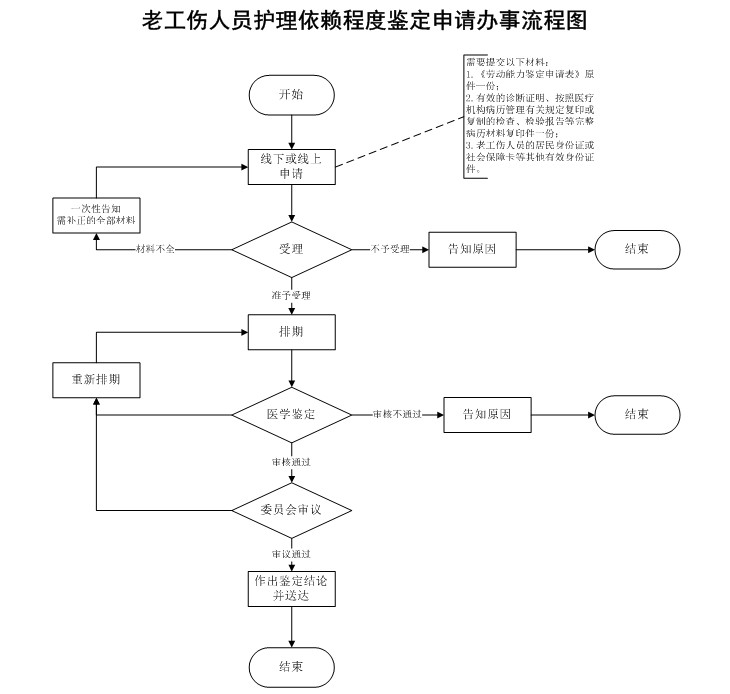 老工伤人员护理依赖程度鉴定申请办事流程图
需要提交以下材料：
1.《劳动能力鉴定申请表》原
件一份；
2.有效的诊断证明、按照医疗
机构病历管理有关规定复印或
复制的检查、检验报告等完整
病历材料复印件一份；
3.老工伤人员的居民身份证或
社会保障卡等其他有效身份证
件。
开始
线下或线上
申请
一次性告知
需补正的全部材料
材料不全
受理
不予受理
告知原因
结束
准予受理
排期
重新排期
医学鉴定
审核不通过
告知原因
结束
审核通过
委员会审议
审议通过
作出鉴定结论
并送达
结束